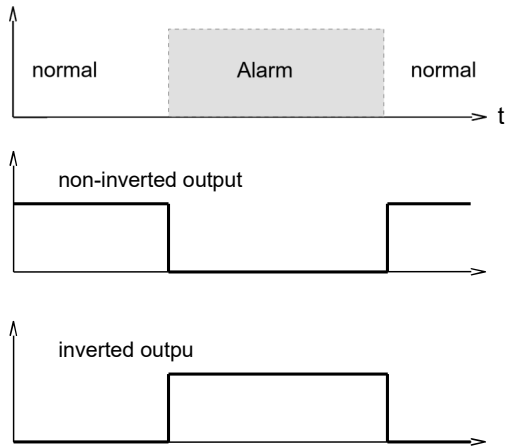 normal Alarm normal
t
non-inverted output
inverted outpu